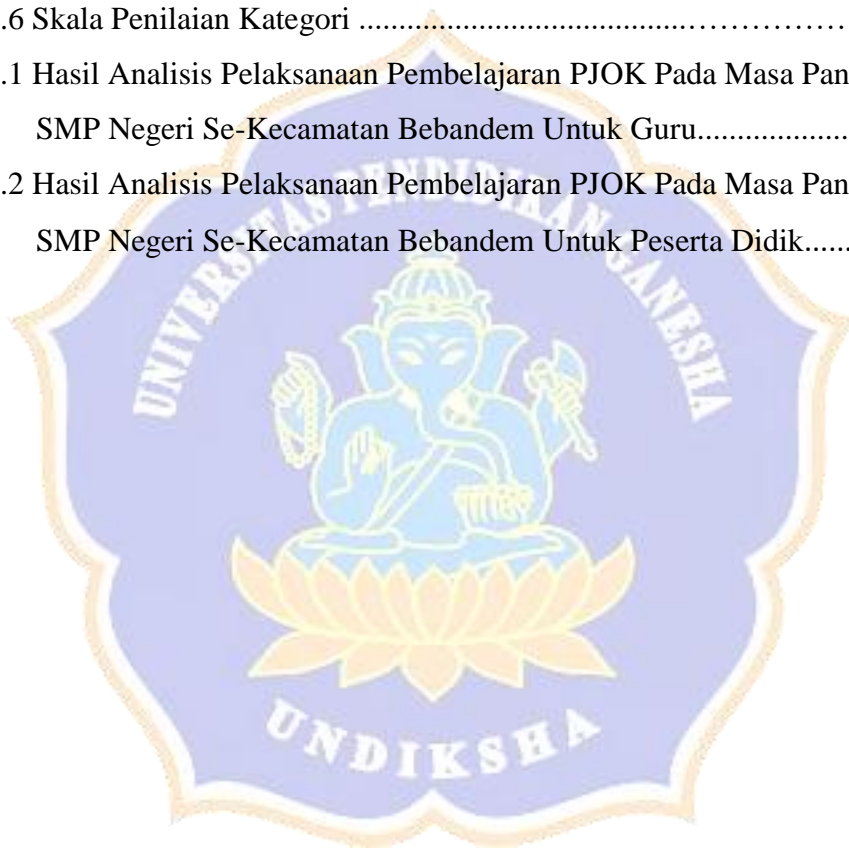 .6 Skala Penilaian Kategori ..........................................……………
.1 Hasil Analisis Pelaksanaan Pembelajaran PJOK Pada Masa Pan
SMP Negeri Se-Kecamatan Bebandem Untuk Guru...................
.2 Hasil Analisis Pelaksanaan Pembelajaran PJOK Pada Masa Pan
SMP Negeri Se-Kecamatan Bebandem Untuk Peserta Didik......
UNIVERSITAS PENDIDIKAN GANESHA
UNDIKSHA